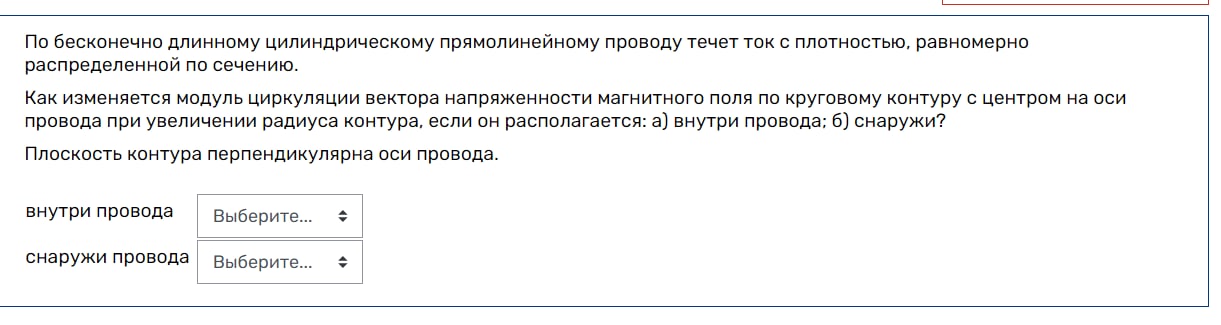 По бесконечно длинному цилиндрическому прямолинейному проводу течет ток с плотностью, равномерно
распределенной по сечению.
Как изменяется модуль циркуляции вектора напряженности магнитного поля по круговому контуру с центром на оси
провода при увеличении радиуса контура, если он располагается: а) внутри провода; б) снаружи?
Плоскость контура перпендикулярна оси провода.
внутри провода Выберите...
снаружи провода Выберите...